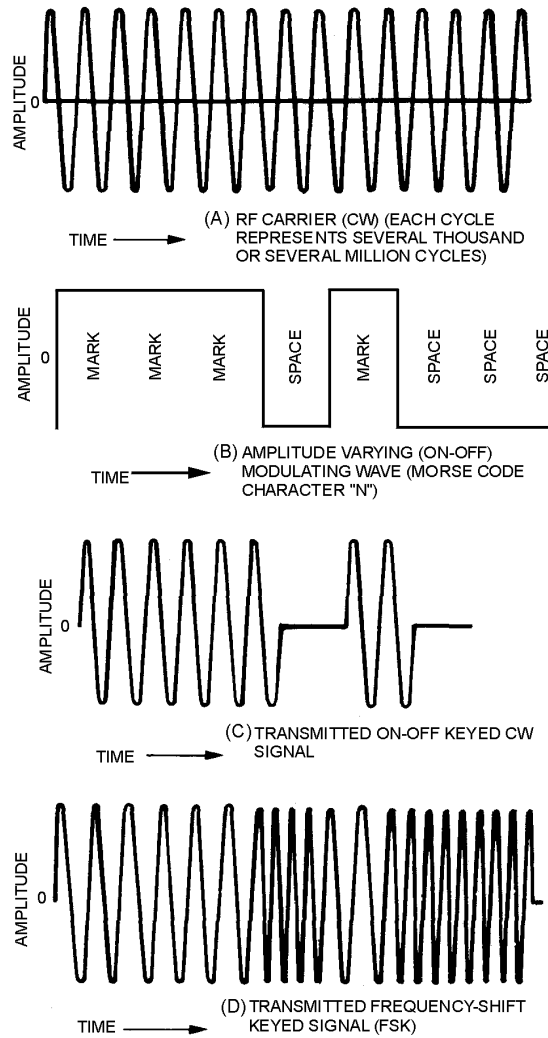 AMPLITUDE
0
(A) RF CARRIER (CW) (EACH CYCLE
REPRESENTS SEVERAL THOUSAND
OR SEVERAL MILLION CYCLES)
TIME
AMPLITUDE
0
MARK
MARK
MARK
SPACE
MARK
SPACE
SPACE
SPACE
(B) AMPLITUDE VARYING (ON-OFF)
MODULATING WAVE (MORSE CODE
CHARACTER "N")
TIME
AMPLITUDE
0
(C) TRANSMITTED ON-OFF KEYED CW
SIGNAL
TIME
AMPLITUDE
0
(D) TRANSMITTED FREQUENCY-SHIFT
KEYED SIGNAL (FSK)
TIME